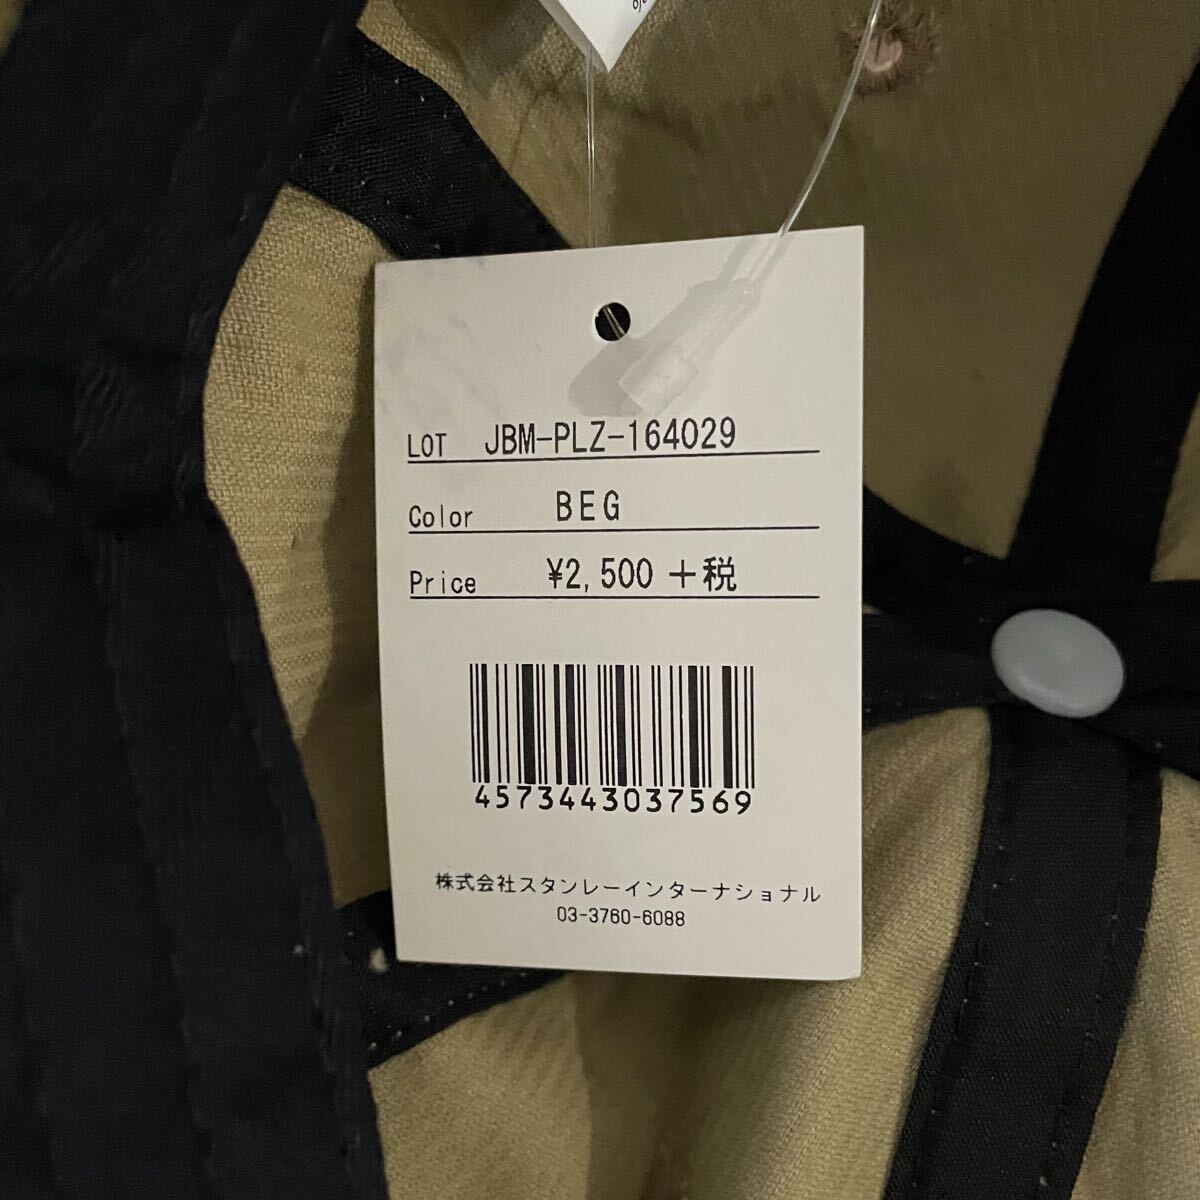 LOT JBM-PLZ-164029
Color BEG
Price ¥2,500 +税
4573443037569
株式会社スタンレーインターナショナル
03-3760-6088